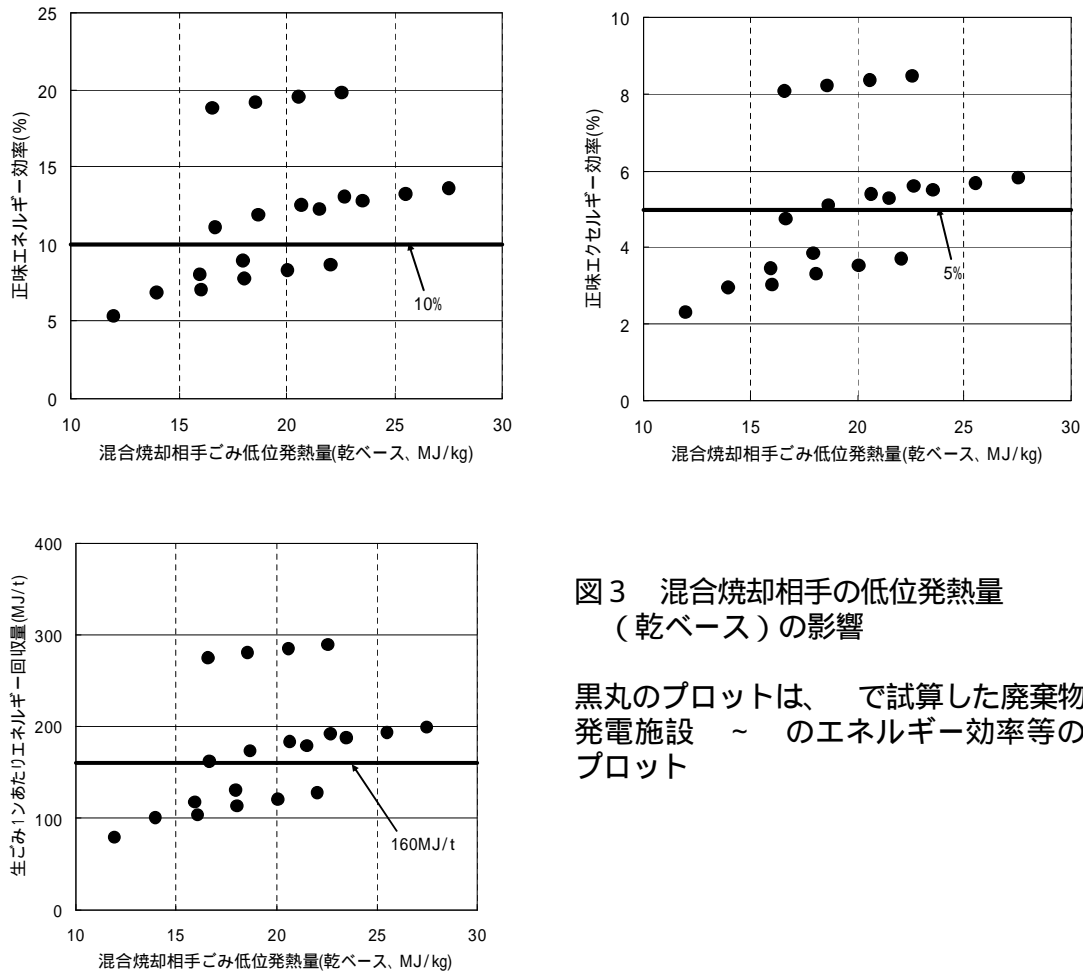 25
20
15
10
5
0
正味エネルギー効率(%)
10%
10 15 20 25 30
混合焼却相手ごみ低位発熱量(乾ベース、MJ/kg)
10
8
6
4
2
0
正味エクセルギー効率(%)
5%
10 15 20 25 30
混合焼却相手ごみ低位発熱量(乾ベース、MJ/kg)
400
300
200
100
0
生ごみ1ンあたりエネルギー回収量(MJ/t)
160MJ/t
10 15 20 25 30
混合焼却相手ごみ低位発熱量(乾ベース、MJ/kg)
図3 混合焼却相手の低位発熱量
(乾ベース)の影響
黒丸のプロットは、 で試算した廃棄物
発電施設 ~ のエネルギー効率等の
プロット